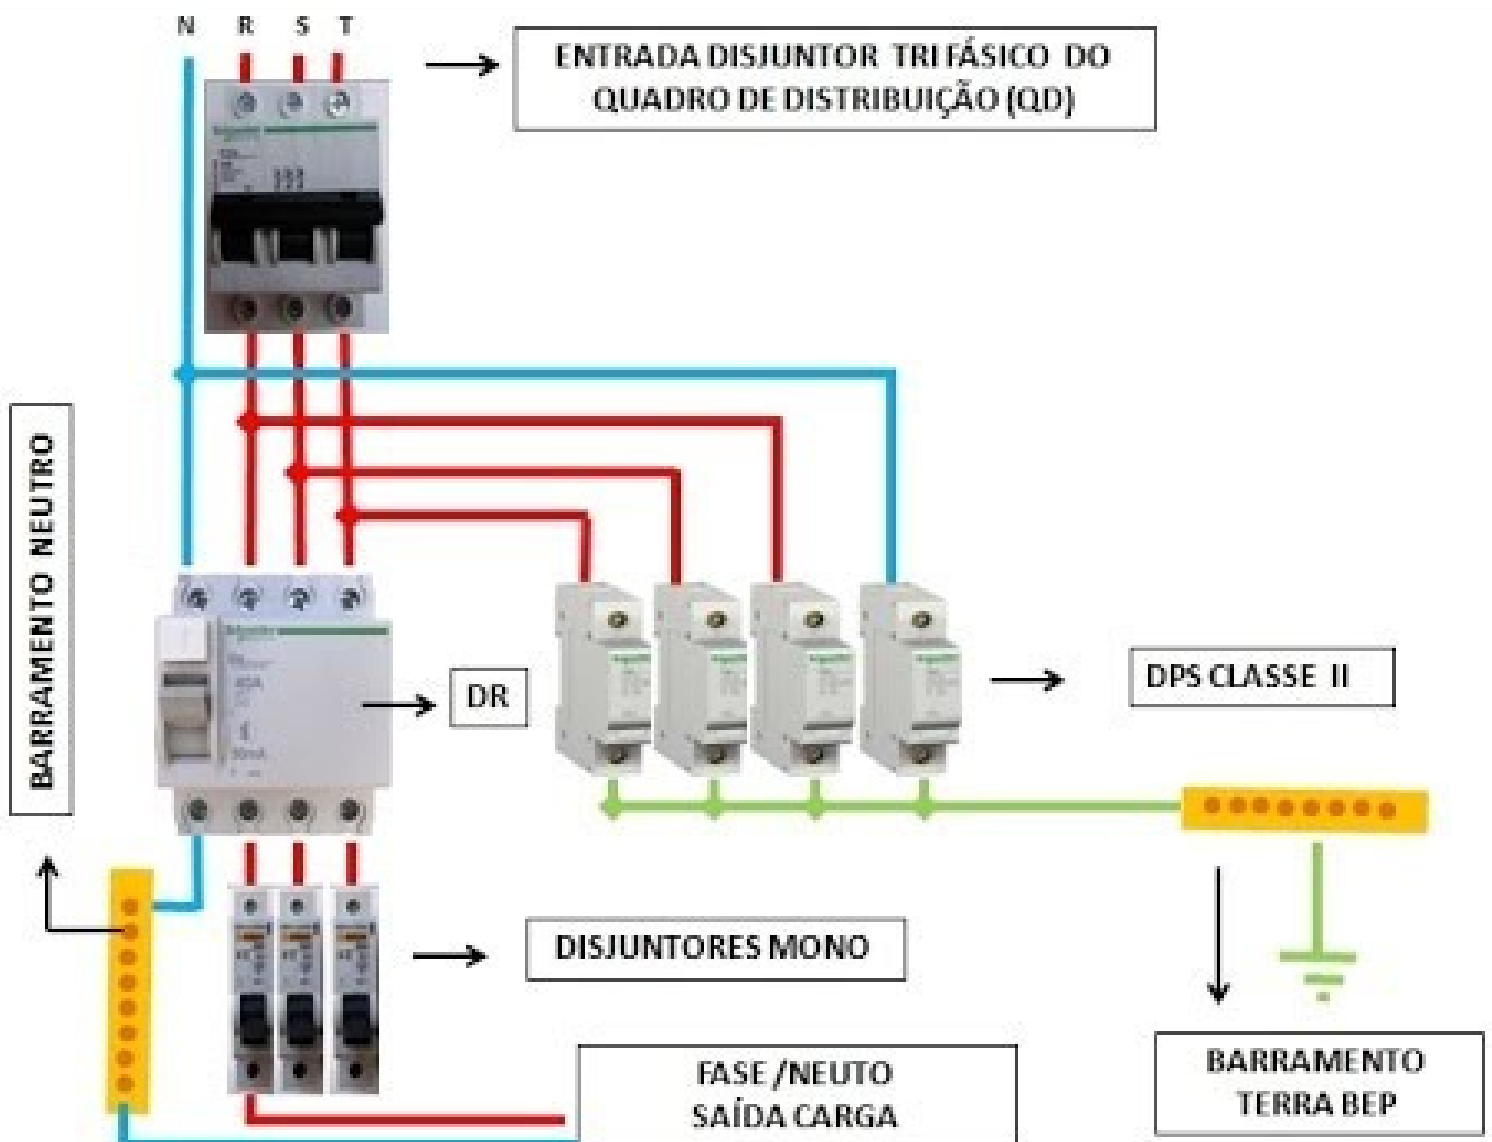 N R S T
ENTRADA DISJUNTOR TRIFÁSICO DO
QUADRO DE DISTRIBUIÇÃO (QD)
BARRAMENTO NEUTRO
DR
DPS CLASSE II
DISJUNTORES MONO
FASE /NEUTO
SAÍDA CARGA
BARRAMENTO
TERRA BEP